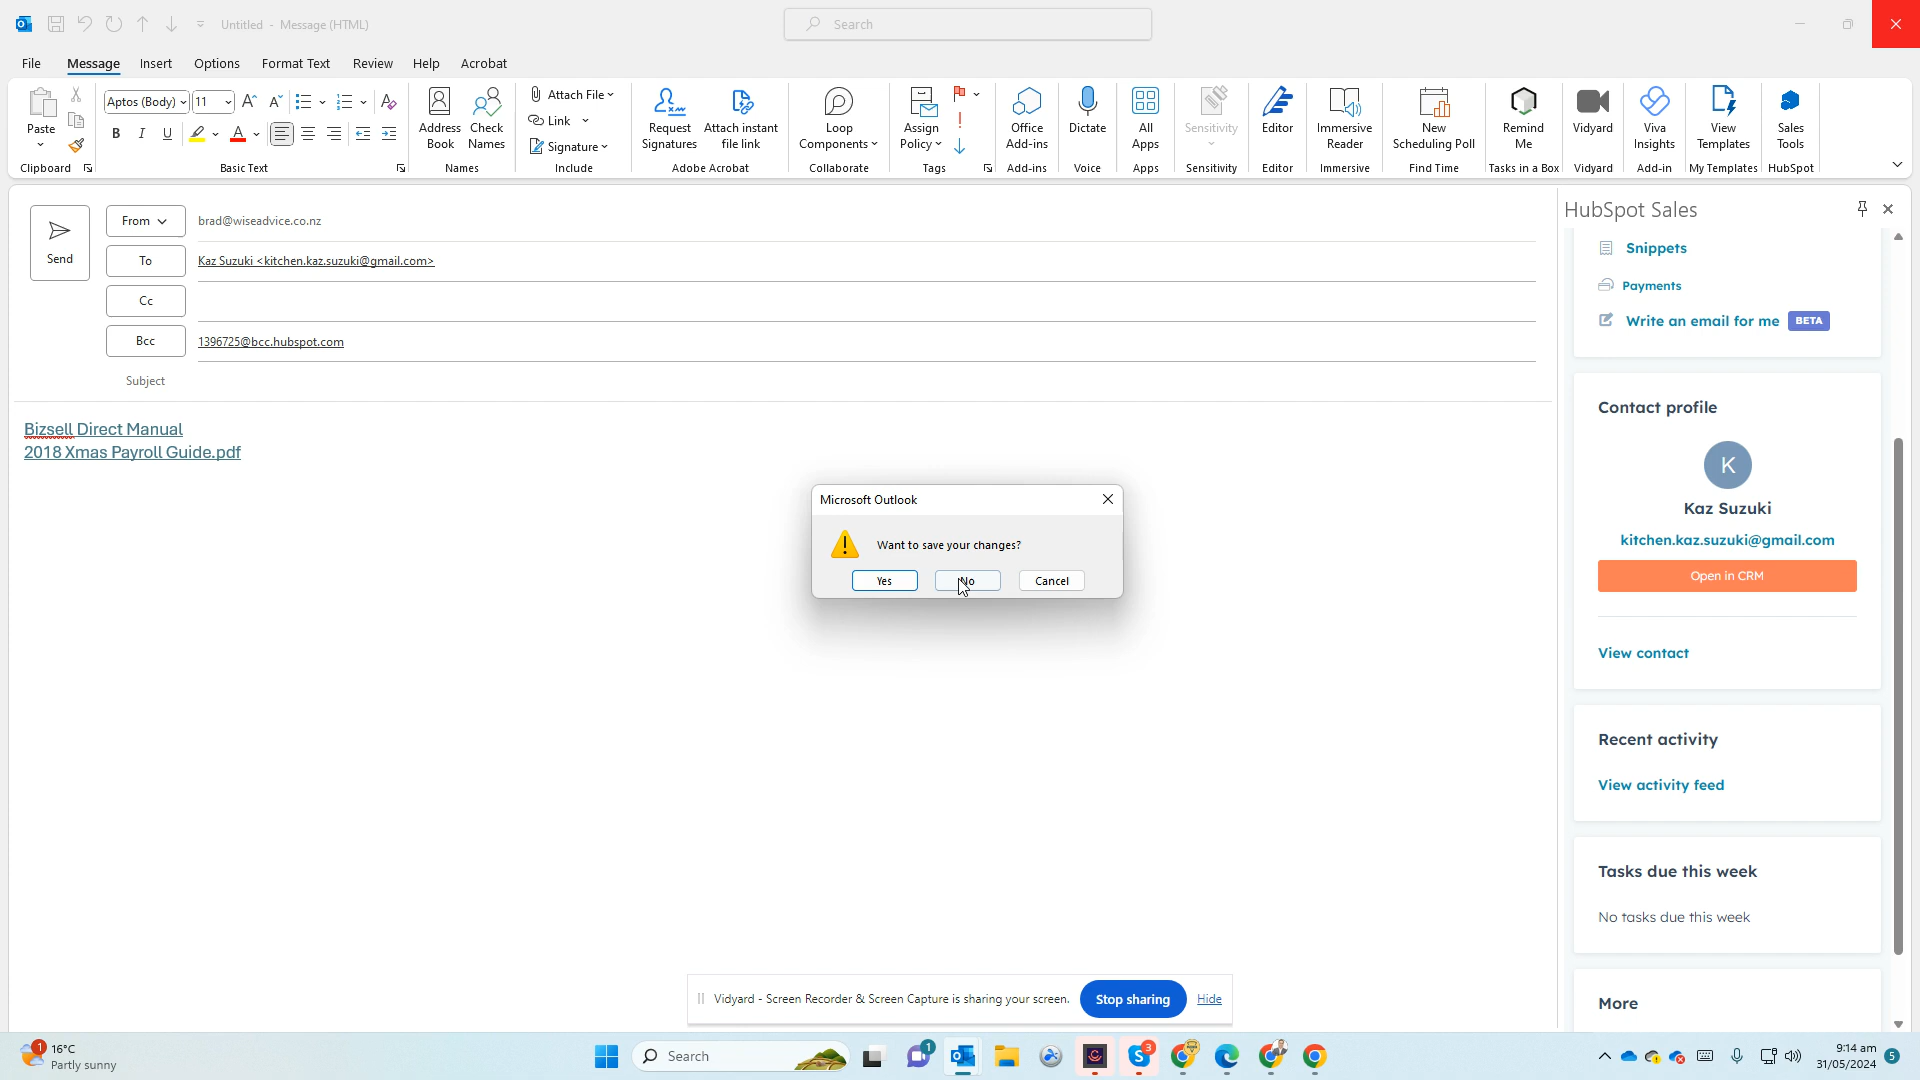 Untitled - Message (HTML)
Search
File Message Insert Options Format Text Review Help Acrobat
Paste
Aptos (Body) 11
B I U A
Clipboard
Basic Text
Address Book
Check Names
Names
Attach File
Link
Signature
Include
Request Signatures
Attach instant file link
Adobe Acrobat
Loop Components
Collaborate
Assign Policy
Tags
Office Add-ins
Add-ins
Dictate
Voice
All Apps
Apps
Sensitivity
Sensitivity
Editor
Editor
Immersive Reader
Immersive
New Scheduling Poll
Find Time
Remind Me
Tasks in a Box
Vidyard
Vidyard
Viva Insights
Add-in
View Templates
My Templates
Sales Tools
HubSpot
Send
From brad@wiseadvice.co.nz
To Kaz Suzuki <kitchen.kaz.suzuki@gmail.com>
Cc
Bcc 1396725@bcc.hubspot.com
Subject
Bizsell Direct Manual
2018 Xmas Payroll Guide.pdf
Microsoft Outlook
Want to save your changes?
Yes No Cancel
HubSpot Sales
Snippets
Payments
Write an email for me BETA
Contact profile
K
Kaz Suzuki
kitchen.kaz.suzuki@gmail.com
Open in CRM
View contact
Recent activity
View activity feed
Tasks due this week
No tasks due this week
More
Vidyard - Screen Recorder & Screen Capture is sharing your screen. Stop sharing Hide
1
16°C
Partly sunny
Search
1
3
9:14 am
31/05/2024
5